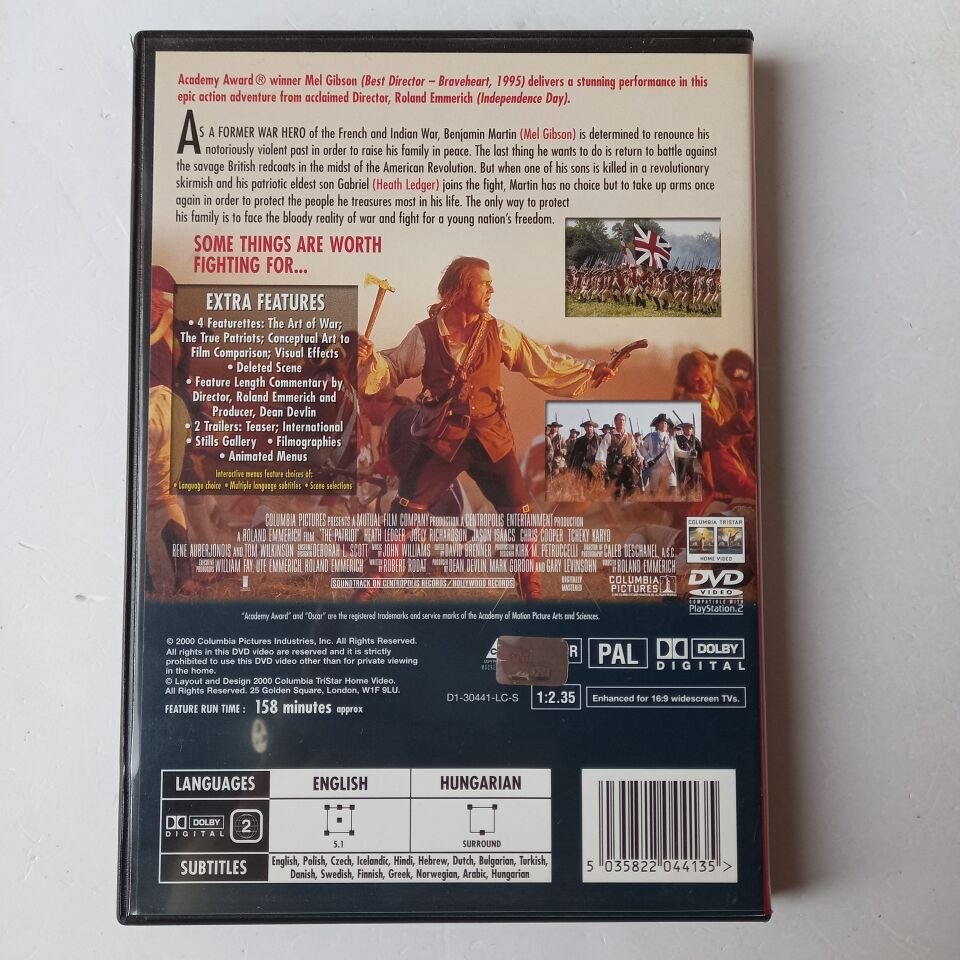 Academy Award® winner Mel Gibson (Best Director – Braveheart, 1995) delivers a stunning performance in this
epic action adventure from acclaimed Director, Roland Emmerich (Independence Day).
AS A FORMER WAR HERO of the French and Indian War, Benjamin Martin (Mel Gibson) is determined to renounce his
notoriously violent past in order to raise his family in peace. The last thing he wants to do is return to battle against
the savage British redcoats in the midst of the American Revolution. But when one of his sons is killed in a revolutionary
skirmish and his patriotic eldest son Gabriel (Heath Ledger) joins the fight, Martin has no choice but to take up arms once
again in order to protect the people he treasures most in his life. The only way to protect
his family is to face the bloody reality of war and fight for a young nation's freedom.
SOME THINGS ARE WORTH
FIGHTING FOR...
EXTRA FEATURES
• 4 Featurettes: The Art of War;
The True Patriots; Conceptual Art to
Film Comparison; Visual Effects
• Deleted Scene
• Feature Length Commentary by
Director, Roland Emmerich and
Producer, Dean Devlin
• 2 Trailers: Teaser; International
• Stills Gallery • Filmographies
• Animated Menus
Interactive menus feature choices of:
• Language choice • Multiple language subtitles • Scene selections
COLUMBIA PICTURES PRESENTS A MUTUAL FILM COMPANY PRODUCTION A CENTROPOLIS ENTERTAINMENT PRODUCTION
A ROLAND EMMERICH FILM "THE PATRIOT" HEATH LEDGER JOELY RICHARDSON JASON ISAACS CHRIS COOPER TCHEKY KARYO
RENE AUBERJONOIS AND TOM WILKINSON COSTUMES DEBORAH L. SCOTT MUSIC BY JOHN WILLIAMS DAVID BRENNER KIRK M. PETRUCCELLI CALEB DESCHANEL, A.S.C.
EXECUTIVE PRODUCERS WILLIAM FAY, UTE EMMERICH, ROLAND EMMERICH WRITTEN BY ROBERT RODAT PRODUCED BY DEAN DEVLIN, MARK GORDON AND GARY LEVINSOHN DIRECTED BY ROLAND EMMERICH
SOUNDTRACK ON CENTROPOLIS RECORDS/HOLLYWOOD RECORDS
DIGITALLY
MASTERED
COLUMBIA
PICTURES
COLUMBIA TRISTAR
HOME VIDEO
DVD
VIDEO
COMPATIBLE WITH
PlayStation.2
"Academy Award" and "Oscar" are the registered trademarks and service marks of the Academy of Motion Picture Arts and Sciences.
© 2000 Columbia Pictures Industries, Inc. All Rights Reserved.
All rights in this DVD video are reserved and it is strictly
prohibited to use this DVD video other than for private viewing
in the home.
© Layout and Design 2000 Columbia TriStar Home Video.
All Rights Reserved. 25 Golden Square, London, W1F 9LU.
FEATURE RUN TIME : 158 minutes approx
PAL
DOLBY
DIGITAL
D1-30441-LC-S
1:2.35
Enhanced for 16:9 widescreen TVs.
LANGUAGES ENGLISH HUNGARIAN
DOLBY
DIGITAL 2
5.1 SURROUND
SUBTITLES
English, Polish, Czech, Icelandic, Hindi, Hebrew, Dutch, Bulgarian, Turkish,
Danish, Swedish, Finnish, Greek, Norwegian, Arabic, Hungarian
5 035822 044135 >